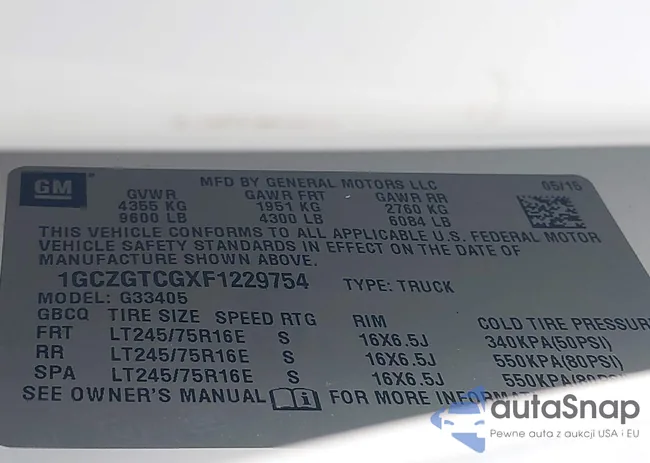 GM
MFD BY GENERAL MOTORS LLC 05/15
GVWR GAWR FRT GAWR RR
4355 KG 1951 KG 2760 KG
9600 LB 4300 LB 6084 LB
THIS VEHICLE CONFORMS TO ALL APPLICABLE U.S. FEDERAL MOTOR
VEHICLE SAFETY STANDARDS IN EFFECT ON THE DATE OF
MANUFACTURE SHOWN ABOVE.
1GCZGTCGXF1229754 TYPE: TRUCK
MODEL: G33405
GBCQ TIRE SIZE SPEED RTG RIM COLD TIRE PRESSURE
FRT LT245/75R16E S 16X6.5J 340KPA(50PSI)
RR LT245/75R16E S 16X6.5J 550KPA(80PSI)
SPA LT245/75R16E S 16X6.5J 550KPA(80PSI)
SEE OWNER'S MANUAL FOR MORE INFORMATION
autoSnap
Pewne auta z aukcji USA i EU